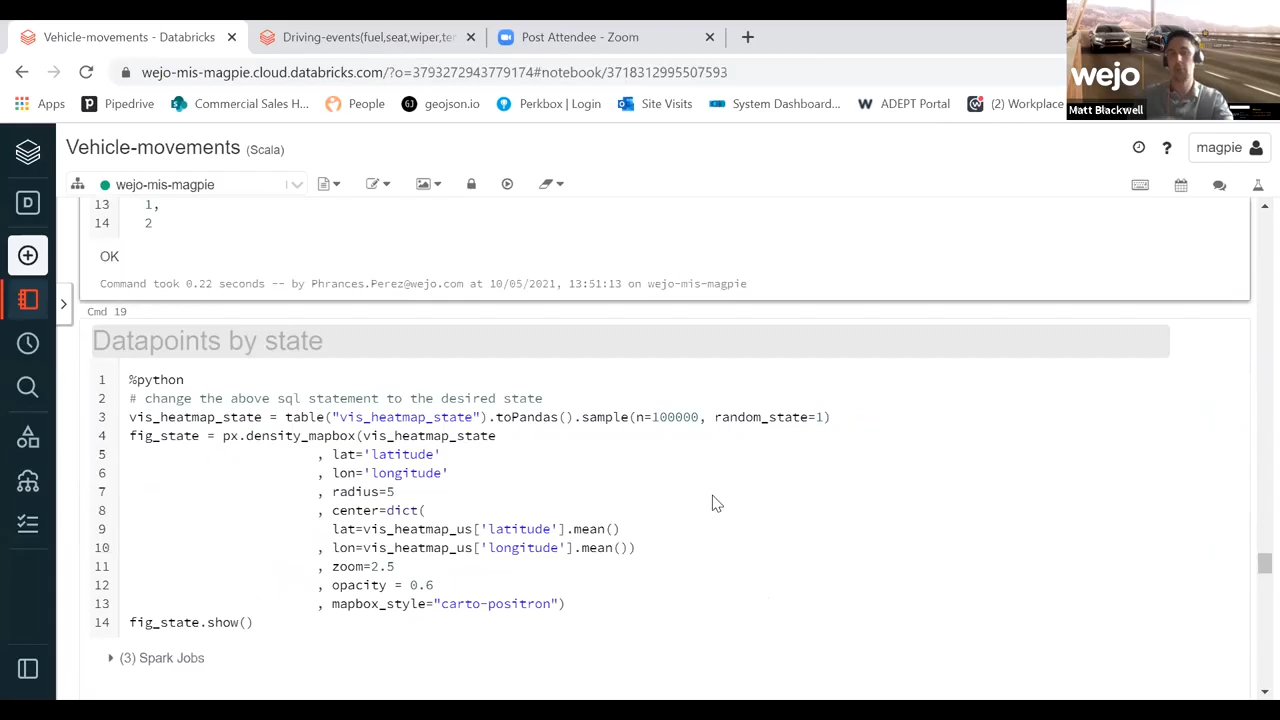 Vehicle-movements - Databricks
Driving-events(fuel,seat,wiper,ter
Post Attendee - Zoom
wejo-mis-magpie.cloud.databricks.com/?o=3793272943779174#notebook/3718312995507593
Apps
Pipedrive
Commercial Sales H...
People
geojson.io
Perkbox | Login
Site Visits
System Dashboard...
ADEPT Portal
(2) Workplace
wejo
Matt Blackwell
Vehicle-movements (Scala)
magpie
wejo-mis-magpie
13 1,
14 2
OK
Command took 0.22 seconds -- by Phrances.Perez@wejo.com at 10/05/2021, 13:51:13 on wejo-mis-magpie
Cmd 19
Datapoints by state
1 %python
2 # change the above sql statement to the desired state
3 vis_heatmap_state = table("vis_heatmap_state").toPandas().sample(n=100000, random_state=1)
4 fig_state = px.density_mapbox(vis_heatmap_state
5 , lat='latitude'
6 , lon='longitude'
7 , radius=5
8 , center=dict(
9 lat=vis_heatmap_us['latitude'].mean()
10 , lon=vis_heatmap_us['longitude'].mean())
11 , zoom=2.5
12 , opacity = 0.6
13 , mapbox_style="carto-positron")
14 fig_state.show()
(3) Spark Jobs